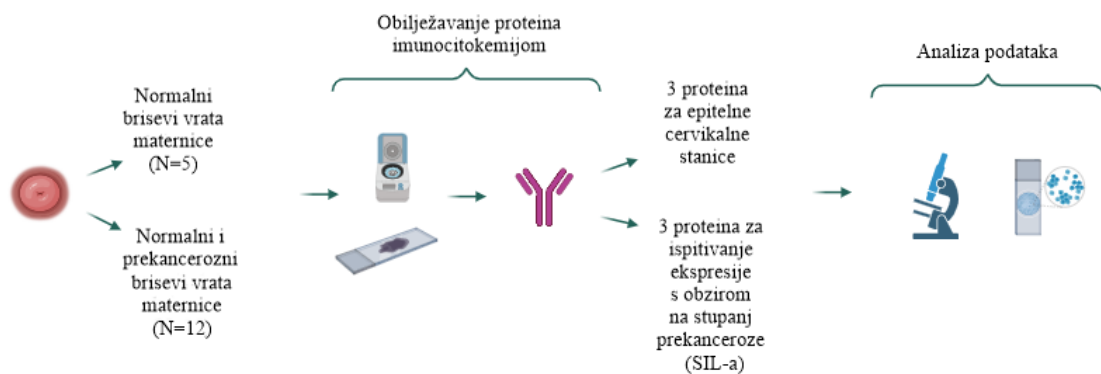 Normalni
brisevi vrata
maternice
(N=5)
Normalni i
prekancerozni
brisevi vrata
maternice
(N=12)
Obilježavanje proteina
imunocitokemijom
3 proteina
za epitelne
cervikalne
stanice
3 proteina za
ispitivanje
ekspresije
s obzirom
na stupanj
prekanceroze
(SIL-a)
Analiza podataka